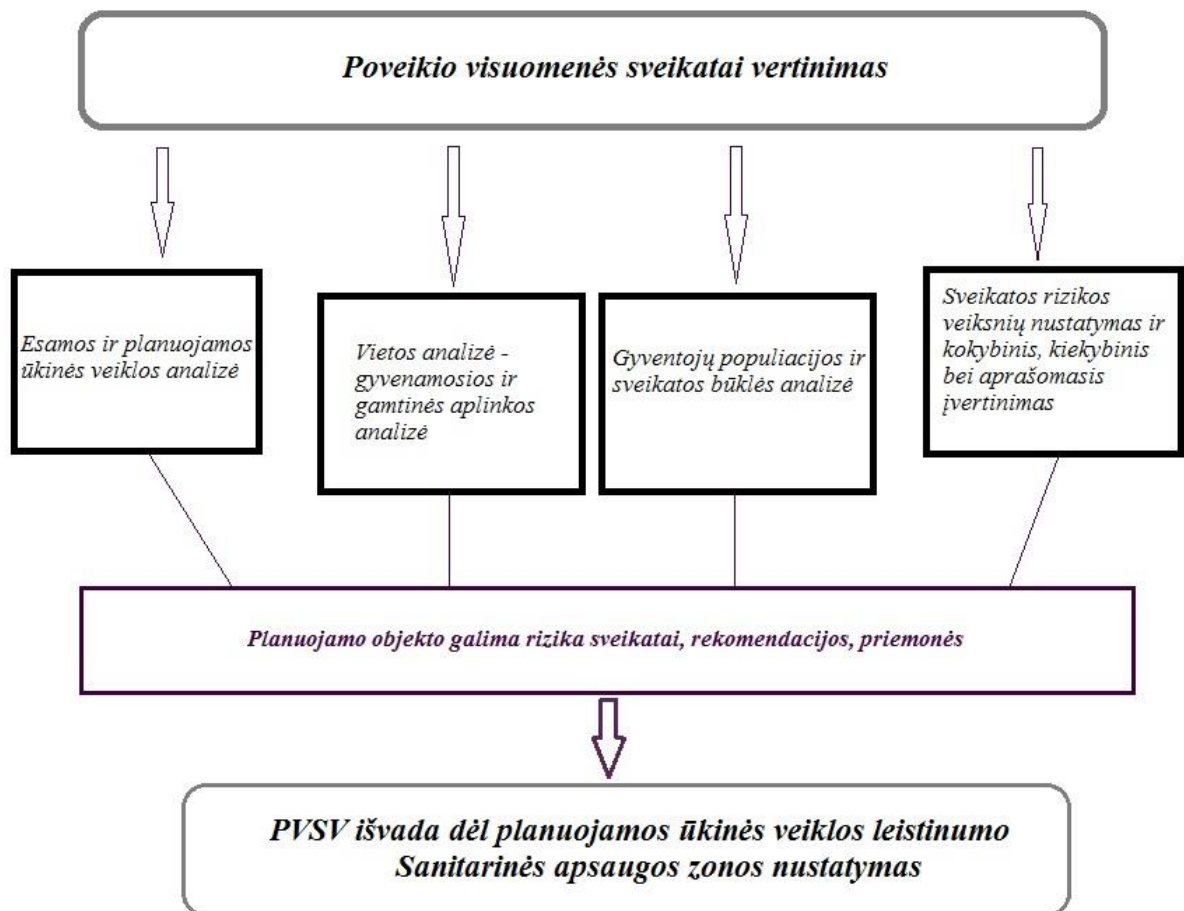 Poveikio visuomenės sveikatai vertinimas
Esamos ir planuojamos
ūkinės veiklos analizė
Vietos analizė -
gyvenamosios ir
gamtinės aplinkos
analizė
Gyventojų populiacijos ir
sveikatos būklės analizė
Sveikatos rizikos
veiksnių nustatymas ir
kokybinis, kiekybinis
bei aprašomasis
įvertinimas
Planuojamo objekto galima rizika sveikatai, rekomendacijos, priemonės
PVSV išvada dėl planuojamos ūkinės veiklos leistinumo
Sanitarinės apsaugos zonos nustatymas